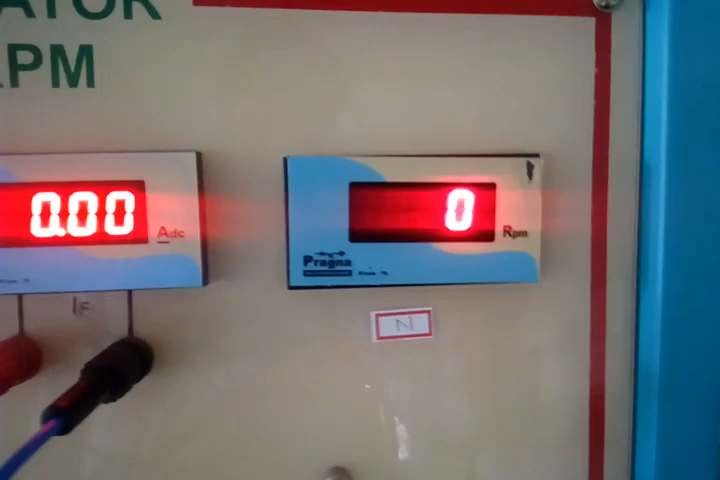 ATOR
RPM
0.00 Adc
0 Rpm
Pragna
IF
N